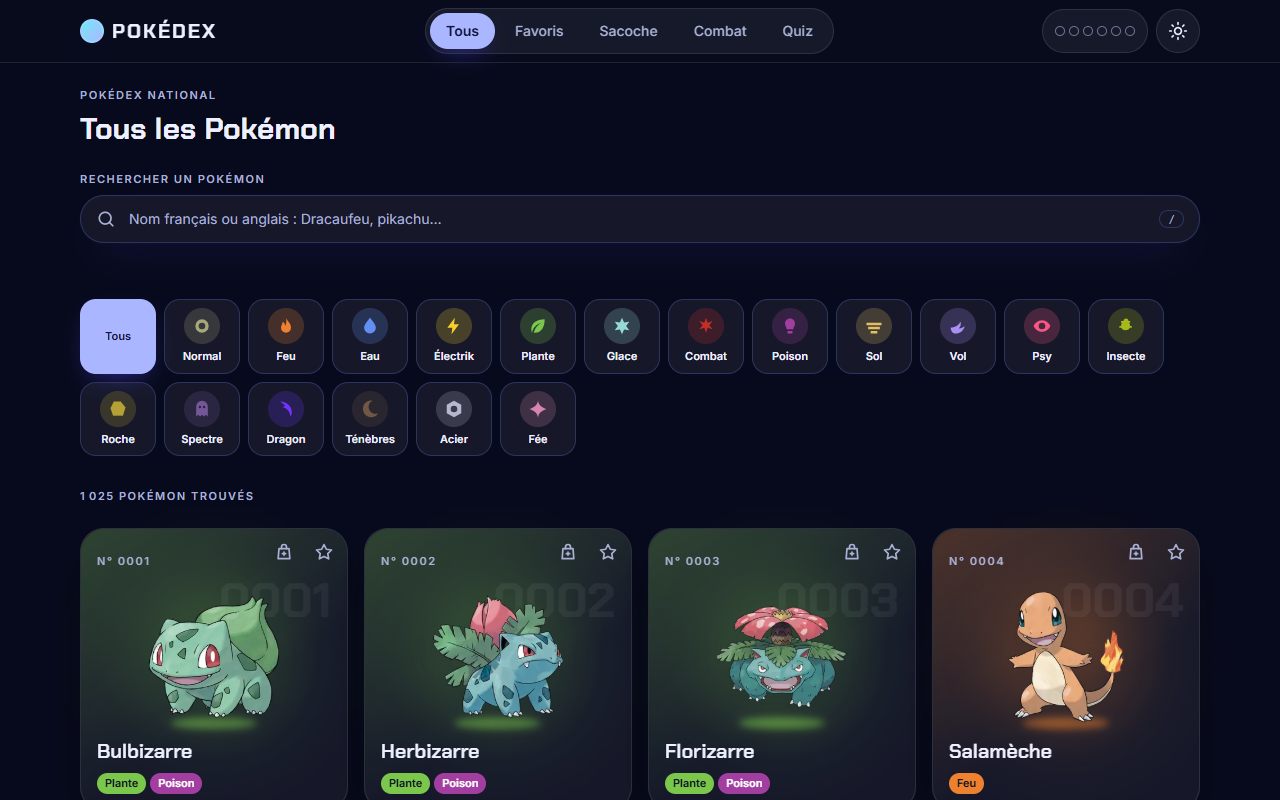 POKÉDEX
Tous Favoris Sacoche Combat Quiz
POKÉDEX NATIONAL
Tous les Pokémon
RECHERCHER UN POKÉMON
Nom français ou anglais : Dracaufeu, pikachu... /
Tous Normal Feu Eau Électrik Plante Glace Combat Poison Sol Vol Psy Insecte
Roche Spectre Dragon Ténèbres Acier Fée
1 025 POKÉMON TROUVÉS
N° 0001 N° 0002 N° 0003 N° 0004
0001 0002 0003 0004
Bulbizarre Herbizarre Florizarre Salamèche
Plante Poison Plante Poison Plante Poison Feu